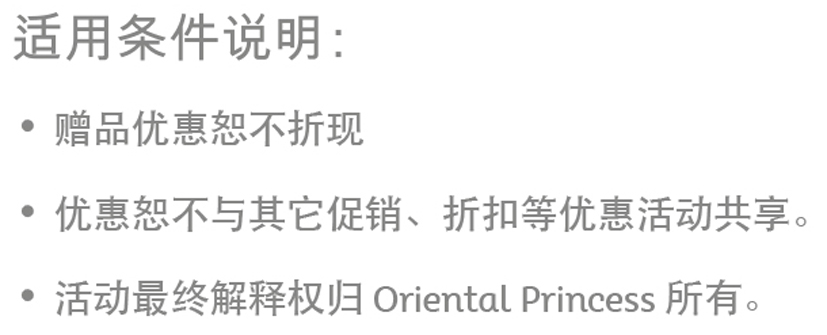 适用条件说明：
• 赠品优惠恕不折现
• 优惠恕不与其它促销、折扣等优惠活动共享。
• 活动最终解释权归 Oriental Princess 所有。